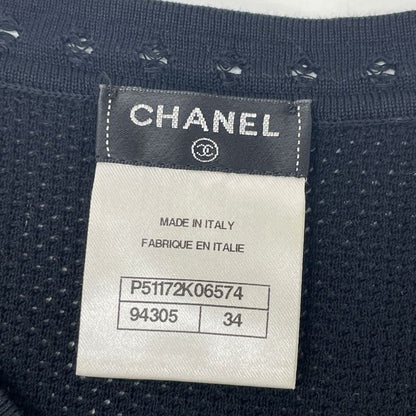 CHANEL
MADE IN ITALY
FABRIQUE EN ITALIE
P51172K06574
94305 34